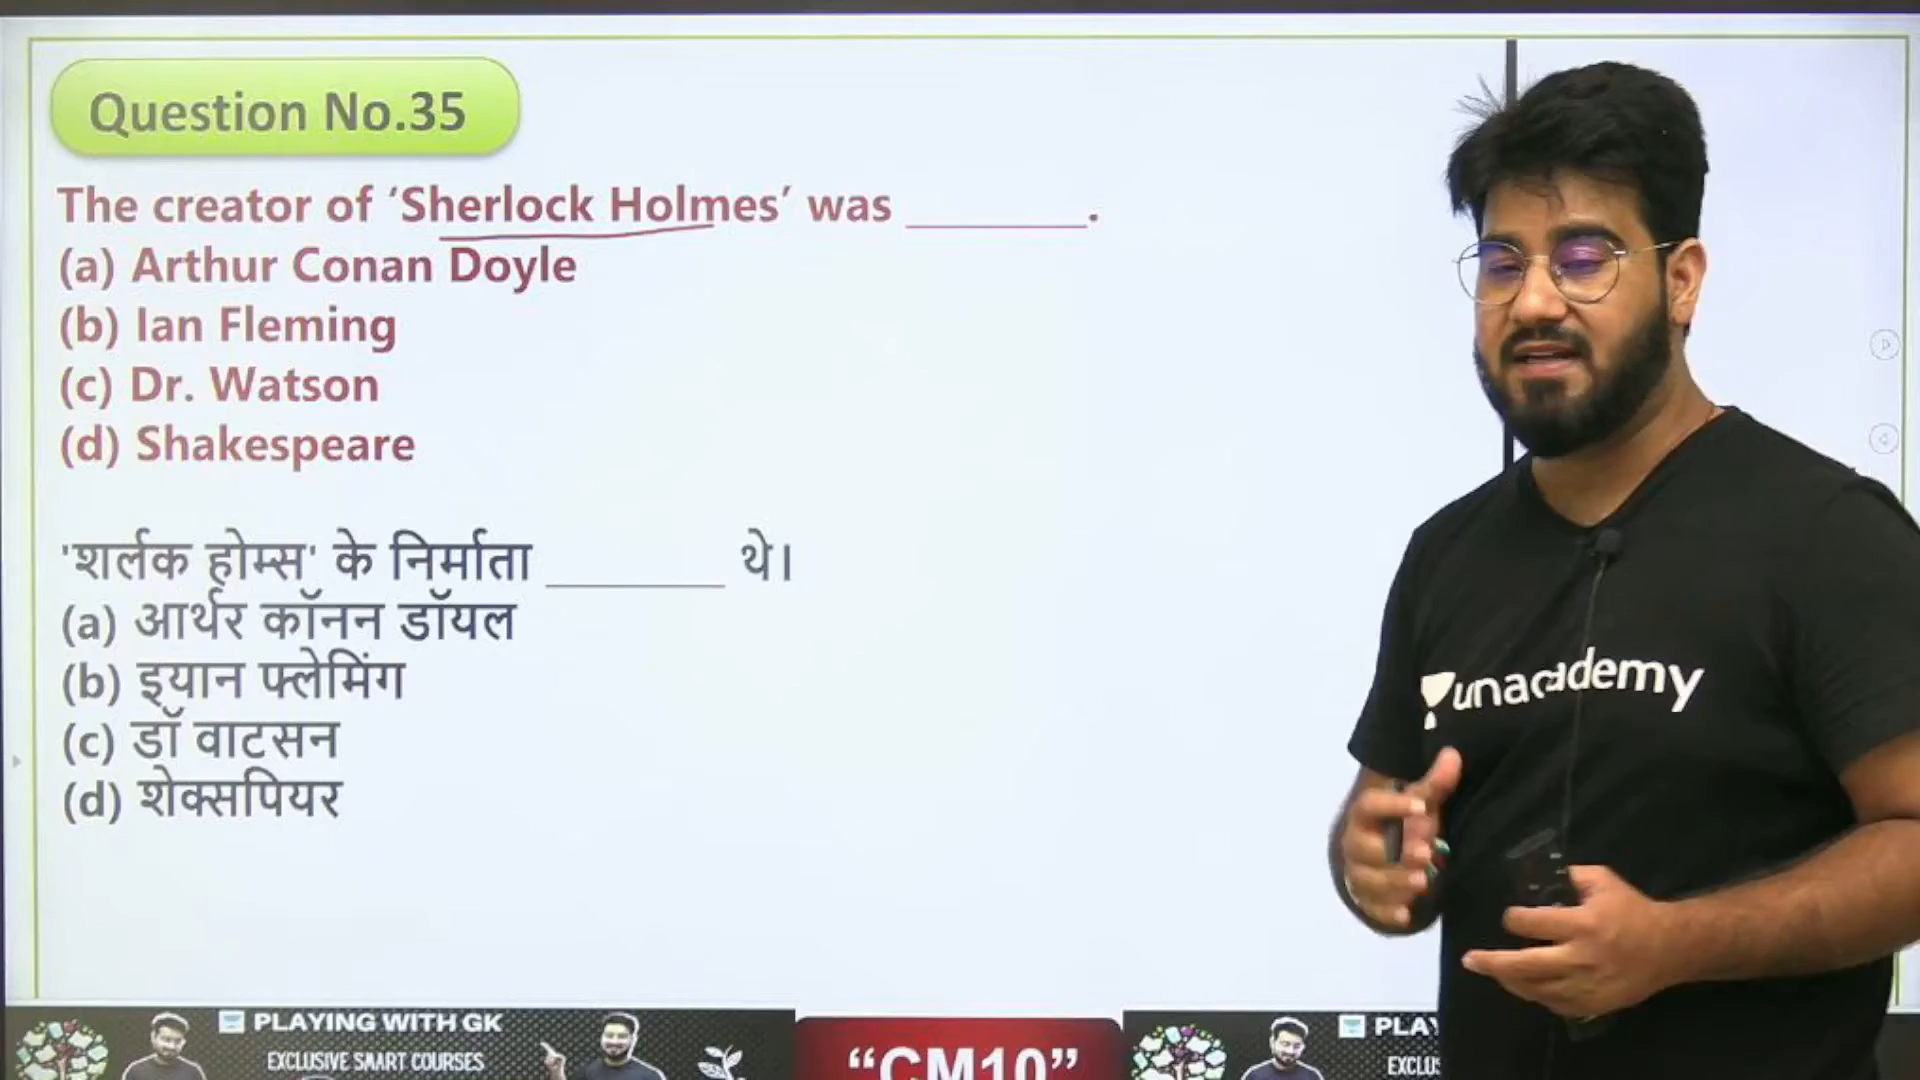 Question No.35
The creator of ‘Sherlock Holmes’ was ________.
(a) Arthur Conan Doyle
(b) Ian Fleming
(c) Dr. Watson
(d) Shakespeare
'शर्लक होम्स' के निर्माता ________ थे।
(a) आर्थर कॉनन डॉयल
(b) इयान फ्लेमिंग
(c) डॉ वाटसन
(d) शेक्सपियर
unacademy
PLAYING WITH GK
EXCLUSIVE SMART COURSES
“CM10”
PLAY
EXCLUS